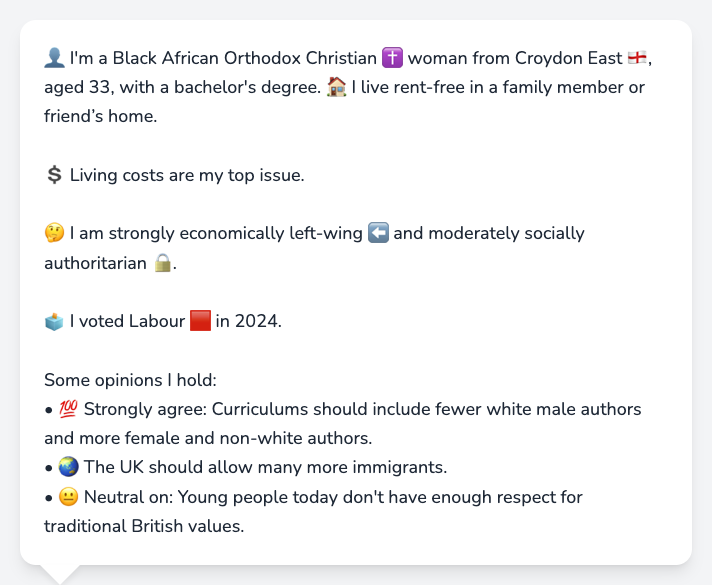 👤 I'm a Black African Orthodox Christian ✝️ woman from Croydon East 🏴󠁧󠁢󠁥󠁮󠁧󠁿,
aged 33, with a bachelor's degree. 🏠 I live rent-free in a family member or
friend’s home.
💲 Living costs are my top issue.
🤔 I am strongly economically left-wing ⬅️ and moderately socially
authoritarian 🔒.
🗳️ I voted Labour 🟥 in 2024.
Some opinions I hold:
• 💯 Strongly agree: Curriculums should include fewer white male authors
and more female and non-white authors.
• 🌏 The UK should allow many more immigrants.
• 😐 Neutral on: Young people today don't have enough respect for
traditional British values.